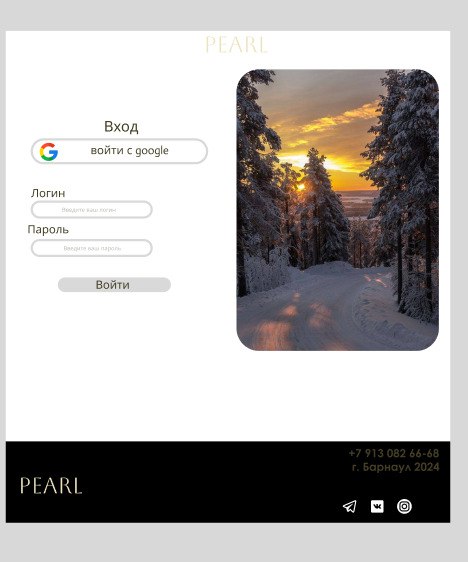 PEARL
Вход
войти с google
Логин
Введите ваш логин
Пароль
Введите ваш пароль
Войти
+7 913 082 66-68
г. Барнаул 2024
PEARL